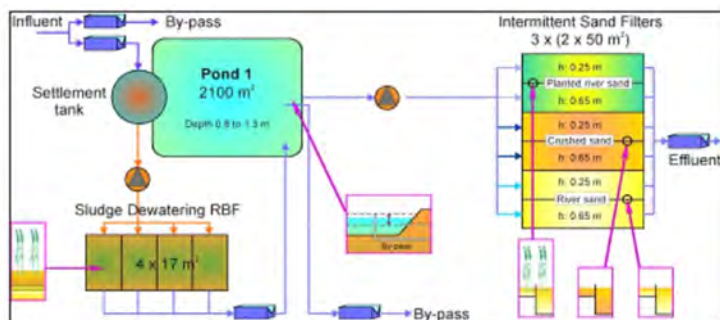 Influent
By-pass
Settlement
tank
Pond 1
2100 m²
Depth 0.8 to 1.3 m
Sludge Dewatering RBF
4 x 17 m²
By-pass
By-pass
Intermittent Sand Filters
3 x (2 x 50 m²)
h: 0.25 m
Planted river sand
h: 0.65 m
h: 0.25 m
Crushed sand
h: 0.65 m
h: 0.25 m
River sand
h: 0.65 m
Effluent